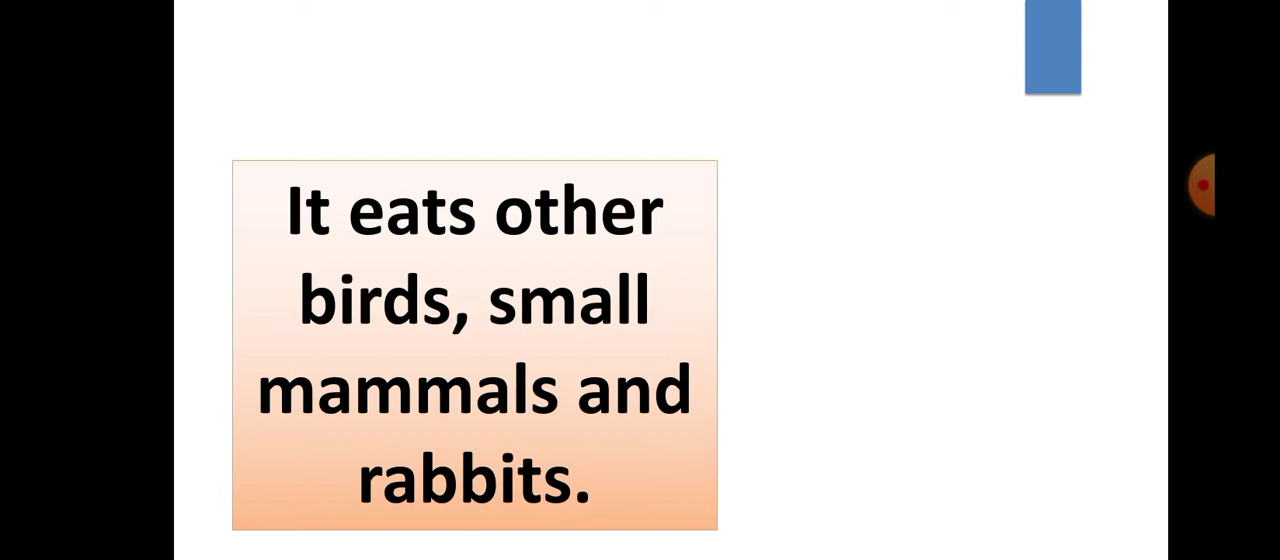 It eats other
birds, small
mammals and
rabbits.